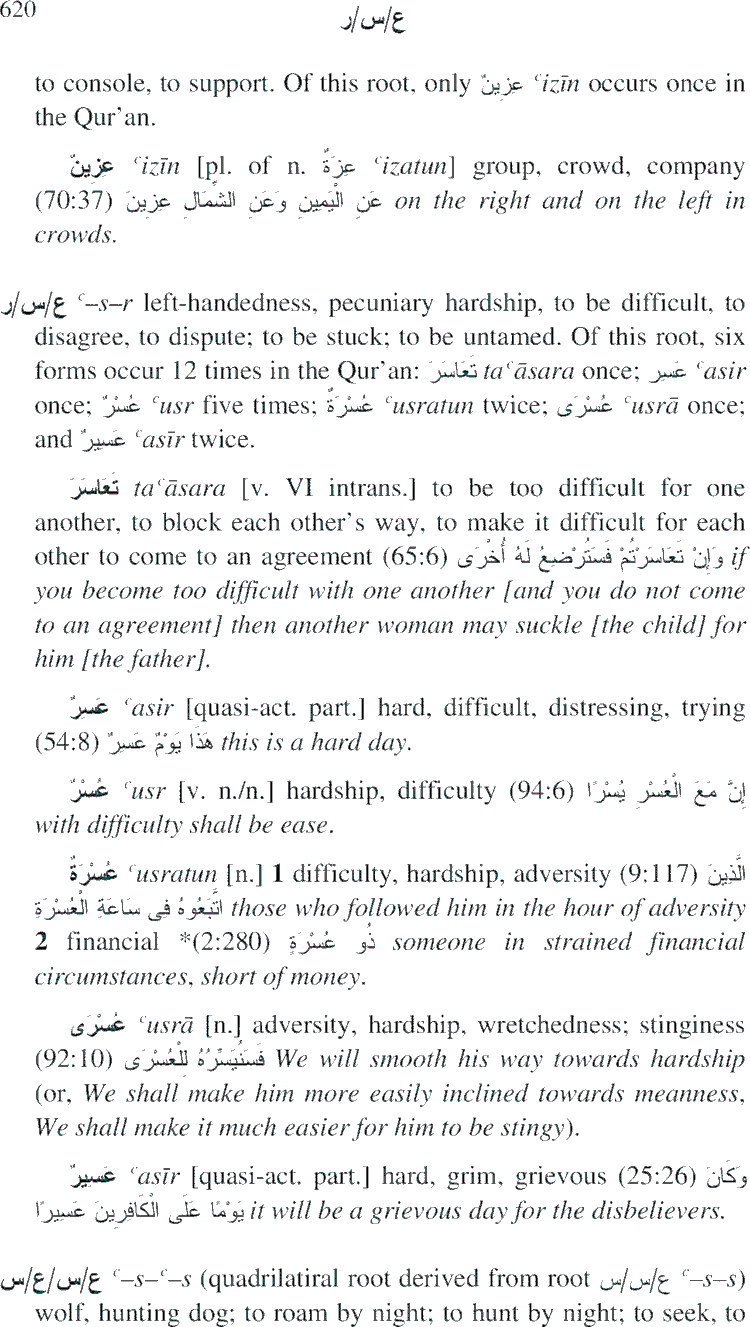 620
ع/س/ر
to console, to support. Of this root, only عِزِينٌ ʿizīn occurs once in
the Qur’an.
عِزِينٌ ʿizīn [pl. of n. عِزَةٌ ʿizatun] group, crowd, company
(70:37) عَنِ الْيَمِينِ وَعَنِ الشِّمَالِ عِزِينَ on the right and on the left in
crowds.
ع/س/ر ʿ–s–r left-handedness, pecuniary hardship, to be difficult, to
disagree, to dispute; to be stuck; to be untamed. Of this root, six
forms occur 12 times in the Qur’an: تَعَاسَرَ taʿāsara once; عَسِر ʿasir
once; عُسْرٌ ʿusr five times; عُسْرَةٌ ʿusratun twice; عُسْرَى ʿusrā once;
and عَسِيرٌ ʿasīr twice.
تَعَاسَرَ taʿāsara [v. VI intrans.] to be too difficult for one
another, to block each other’s way, to make it difficult for each
other to come to an agreement (65:6) وَإِنْ تَعَاسَرْتُمْ فَسَتُرْضِعُ لَهُ أُخْرَى if
you become too difficult with one another [and you do not come
to an agreement] then another woman may suckle [the child] for
him [the father].
عَسِرٌ ʿasir [quasi-act. part.] hard, difficult, distressing, trying
(54:8) هَذَا يَوْمٌ عَسِرٌ this is a hard day.
عُسْرٌ ʿusr [v. n./n.] hardship, difficulty (94:6) إِنَّ مَعَ الْعُسْرِ يُسْرًا
with difficulty shall be ease.
عُسْرَةٌ ʿusratun [n.] 1 difficulty, hardship, adversity (9:117) الَّذِينَ
اتَّبَعُوهُ فِى سَاعَةِ الْعُسْرَةِ those who followed him in the hour of adversity
2 financial *(2:280) ذُو عُسْرَةٍ someone in strained financial
circumstances, short of money.
عُسْرَى ʿusrā [n.] adversity, hardship, wretchedness; stinginess
(92:10) فَسَنُيَسِّرُهُ لِلْعُسْرَى We will smooth his way towards hardship
(or, We shall make him more easily inclined towards meanness,
We shall make it much easier for him to be stingy).
عَسِيرٌ ʿasīr [quasi-act. part.] hard, grim, grievous (25:26) وَكَانَ
يَوْمًا عَلَى الْكَافِرِينَ عَسِيرًا it will be a grievous day for the disbelievers.
ع/س/ع/س ʿ–s–ʿ–s (quadrilatiral root derived from root ع/س/س ʿ–s–s)
wolf, hunting dog; to roam by night; to hunt by night; to seek, to